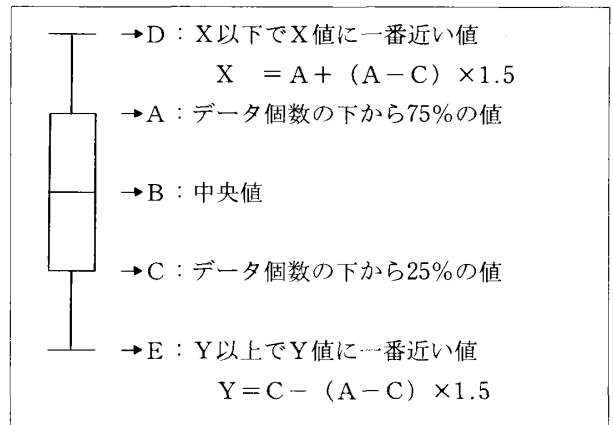 →D：X以下でX値に一番近い値
X ＝A＋（A－C）×1.5
→A：データ個数の下から75％の値
→B：中央値
→C：データ個数の下から25％の値
→E：Y以上でY値に一番近い値
Y＝C－（A－C）×1.5